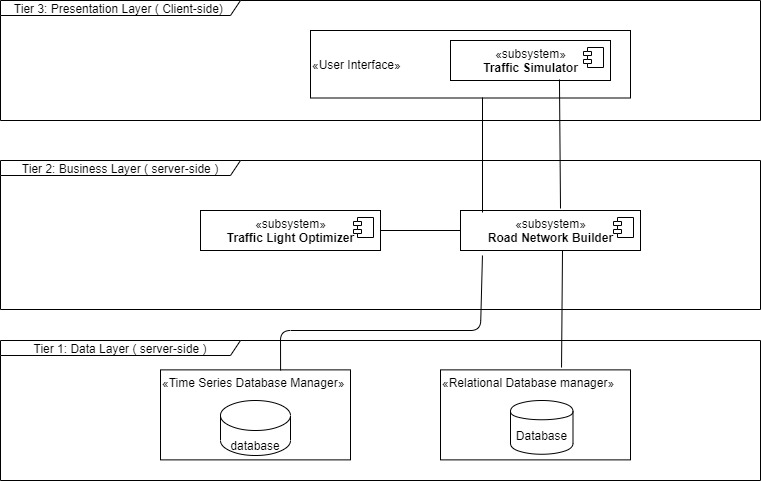 Tier 3: Presentation Layer ( Client-side)
«User Interface»
«subsystem»
Traffic Simulator
Tier 2: Business Layer ( server-side )
«subsystem»
Traffic Light Optimizer
«subsystem»
Road Network Builder
Tier 1: Data Layer ( server-side )
«Time Series Database Manager»
database
«Relational Database manager»
Database